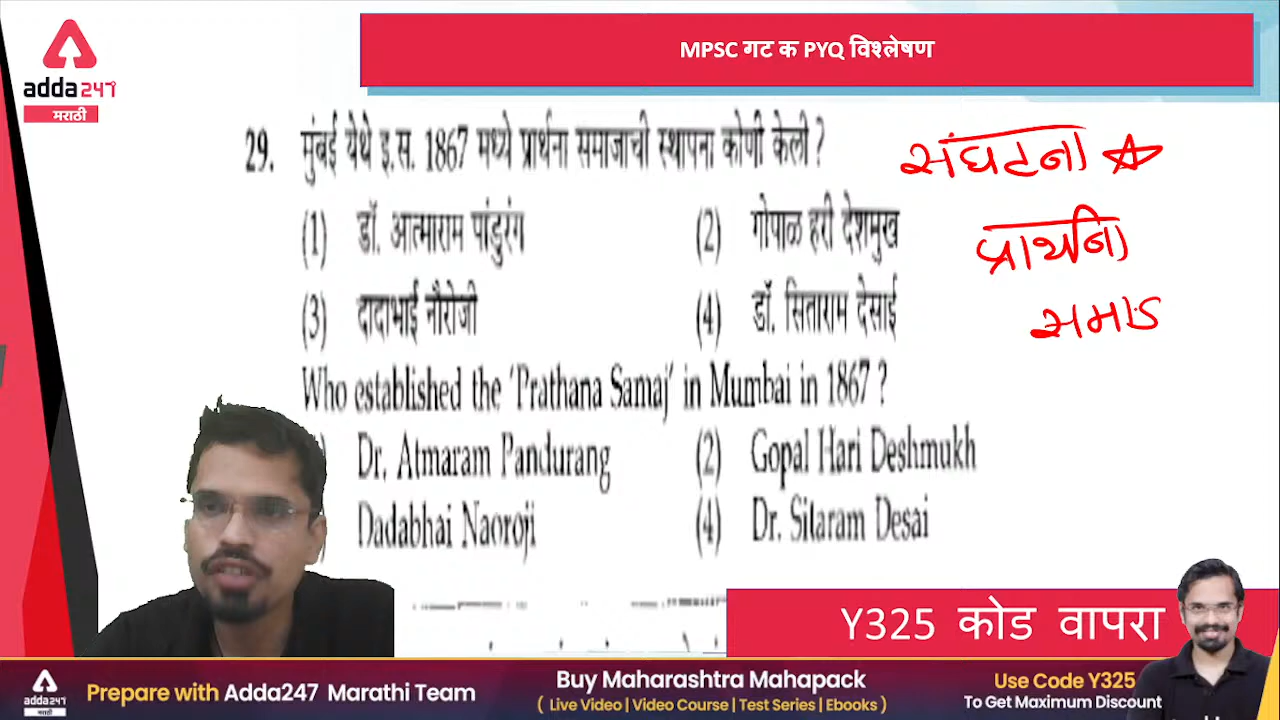 MPSC गट क PYQ विश्लेषण
adda247
मराठी
29. मुंबई येथे इ.स. 1867 मध्ये प्रार्थना समाजाची स्थापना कोणी केली ?
(1) डॉ. आत्माराम पांडुरंग (2) गोपाळ हरी देशमुख
(3) दादाभाई नौरोजी (4) डॉ. सिताराम देसाई
Who established the 'Prathana Samaj' in Mumbai in 1867 ?
Dr. Atmaram Pandurang (2) Gopal Hari Deshmukh
Dadabhai Naoroji (4) Dr. Sitaram Desai
संघटना
प्रार्थना
समाज
Y325 कोड वापरा
adda247
मराठी
Prepare with Adda247 Marathi Team
Buy Maharashtra Mahapack
( Live Video | Video Course | Test Series | Ebooks )
Use Code Y325
To Get Maximum Discount